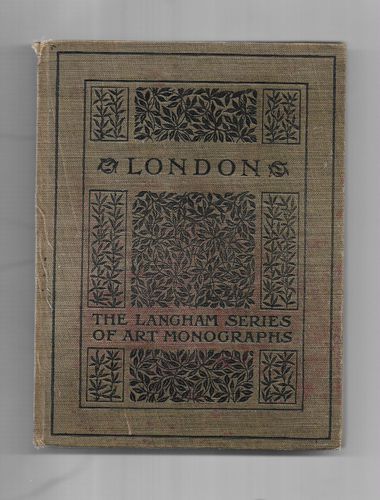 LONDON
THE LANGHAM SERIES
OF ART MONOGRAPHS